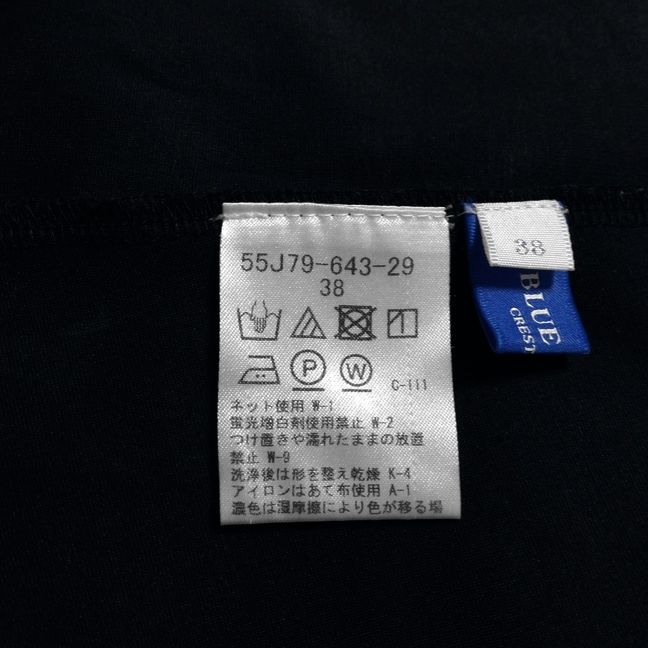 55J79-643-29
38
P
W
C-111
ネット使用 W-1
蛍光増白剤使用禁止 W-2
つけ置きや濡れたままの放置
禁止 W-9
洗浄後は形を整え乾燥 K-4
アイロンはあて布使用 A-1
濃色は湿摩擦により色が移る場
38
BLUE
CREST